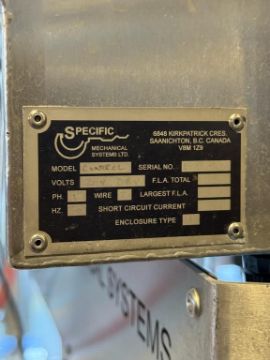 SPECIFIC
MECHANICAL
SYSTEMS LTD.
6848 KIRKPATRICK CRES.
SAANICHTON, B.C. CANADA
V8M 1Z9
MODEL SERIAL NO.
VOLTS F.L.A. TOTAL
PH. WIRE LARGEST F.L.A.
HZ. SHORT CIRCUIT CURRENT
ENCLOSURE TYPE
SYSTEMS